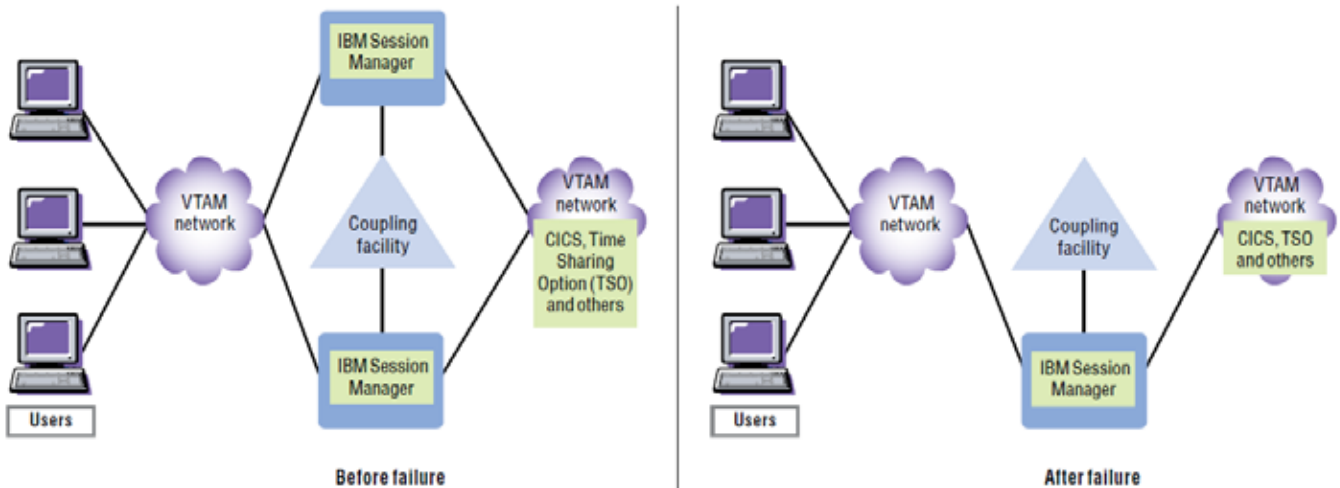 IBM Session
Manager
VTAM
network
Coupling
facility
VTAM
network
CICS, Time
Sharing
Option (TSO)
and others
IBM Session
Manager
Users
Before failure
VTAM
network
Coupling
facility
VTAM
network
CICS, TSO
and others
IBM Session
Manager
Users
After failure